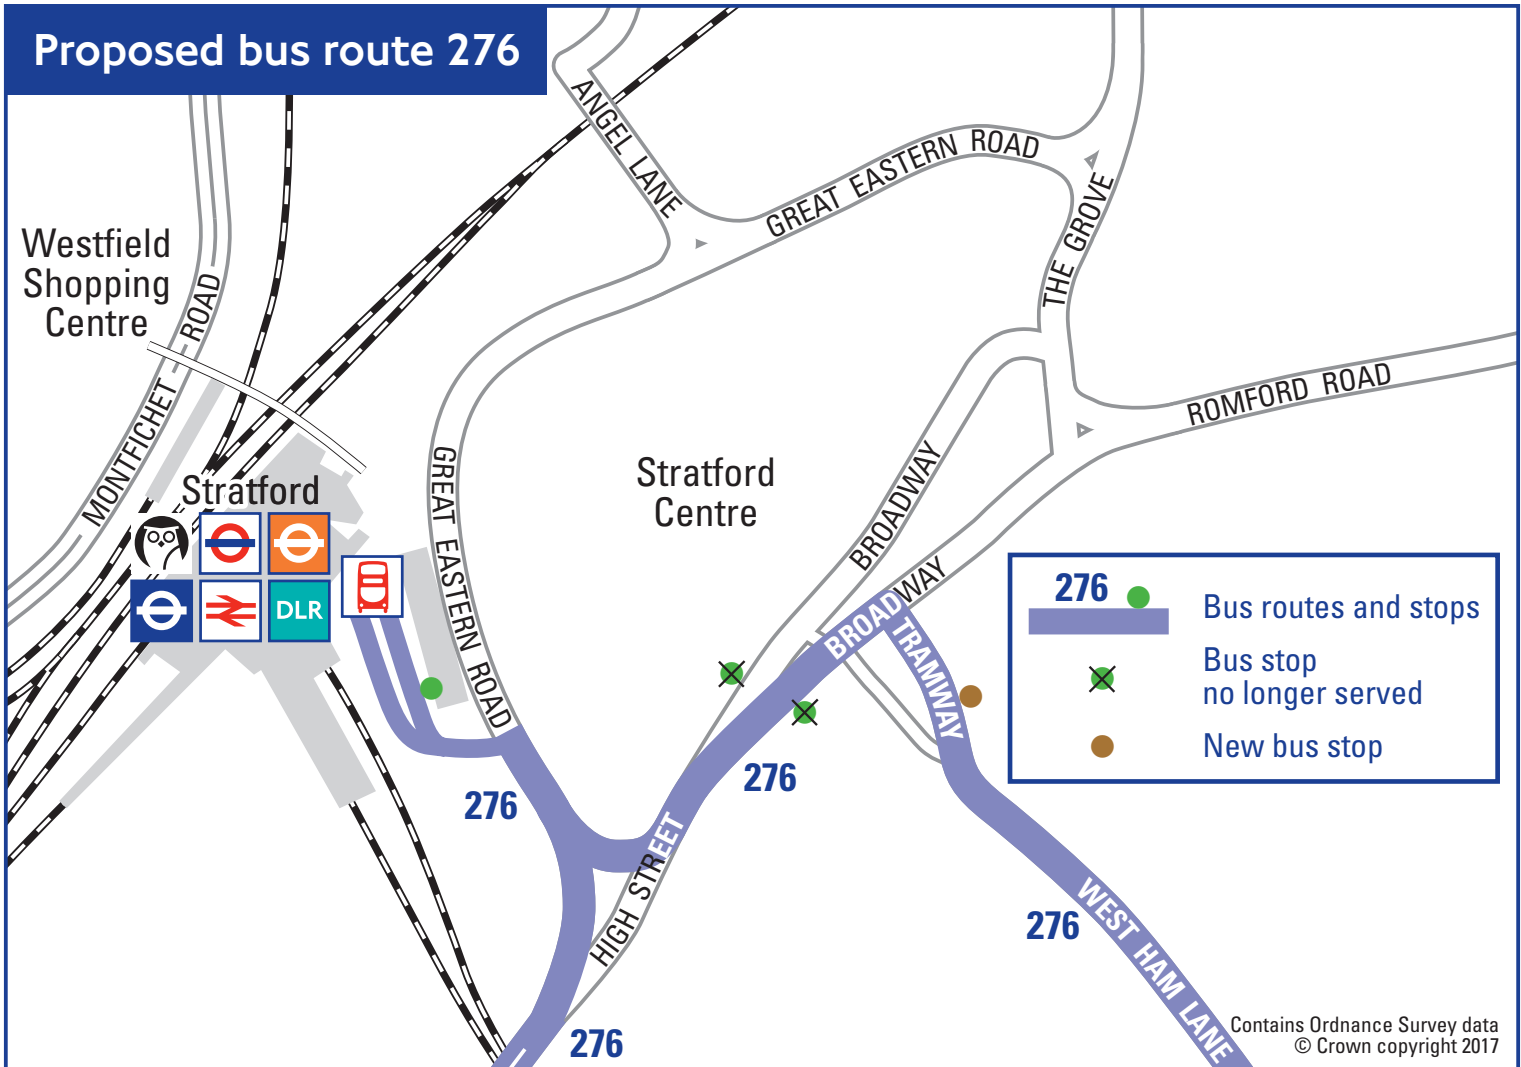 Proposed bus route 276
ANGEL LANE
GREAT EASTERN ROAD
THE GROVE
Westfield
Shopping
Centre
MONTFICHET ROAD
ROMFORD ROAD
Stratford
DLR
GREAT EASTERN ROAD
Stratford
Centre
BROADWAY
BROADWAY
TRAMWAY
276
276
HIGH STREET
276
WEST HAM LANE
276
276
Bus routes and stops
Bus stop
no longer served
New bus stop
Contains Ordnance Survey data
© Crown copyright 2017